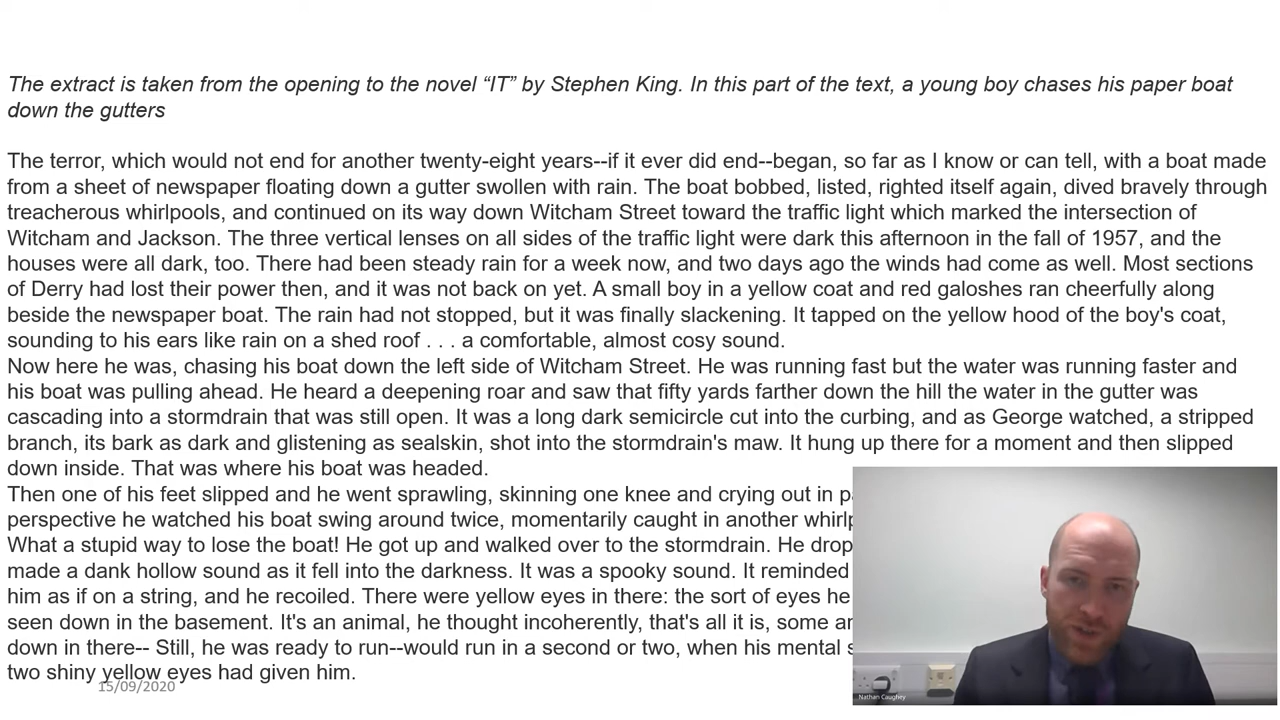 The extract is taken from the opening to the novel “IT” by Stephen King. In this part of the text, a young boy chases his paper boat
down the gutters
The terror, which would not end for another twenty-eight years--if it ever did end--began, so far as I know or can tell, with a boat made
from a sheet of newspaper floating down a gutter swollen with rain. The boat bobbed, listed, righted itself again, dived bravely through
treacherous whirlpools, and continued on its way down Witcham Street toward the traffic light which marked the intersection of
Witcham and Jackson. The three vertical lenses on all sides of the traffic light were dark this afternoon in the fall of 1957, and the
houses were all dark, too. There had been steady rain for a week now, and two days ago the winds had come as well. Most sections
of Derry had lost their power then, and it was not back on yet. A small boy in a yellow coat and red galoshes ran cheerfully along
beside the newspaper boat. The rain had not stopped, but it was finally slackening. It tapped on the yellow hood of the boy's coat,
sounding to his ears like rain on a shed roof . . . a comfortable, almost cosy sound.
Now here he was, chasing his boat down the left side of Witcham Street. He was running fast but the water was running faster and
his boat was pulling ahead. He heard a deepening roar and saw that fifty yards farther down the hill the water in the gutter was
cascading into a stormdrain that was still open. It was a long dark semicircle cut into the curbing, and as George watched, a stripped
branch, its bark as dark and glistening as sealskin, shot into the stormdrain's maw. It hung up there for a moment and then slipped
down inside. That was where his boat was headed.
Then one of his feet slipped and he went sprawling, skinning one knee and crying out in
perspective he watched his boat swing around twice, momentarily caught in another
What a stupid way to lose the boat! He got up and walked over to the stormdrain. He
made a dank hollow sound as it fell into the darkness. It was a spooky sound. It reminded
him as if on a string, and he recoiled. There were yellow eyes in there: the sort of eyes he
seen down in the basement. It's an animal, he thought incoherently, that's all it is, some
down in there-- Still, he was ready to run--would run in a second or two, when his mental
two shiny yellow eyes had given him.
15/09/2020
Nathan Caughey